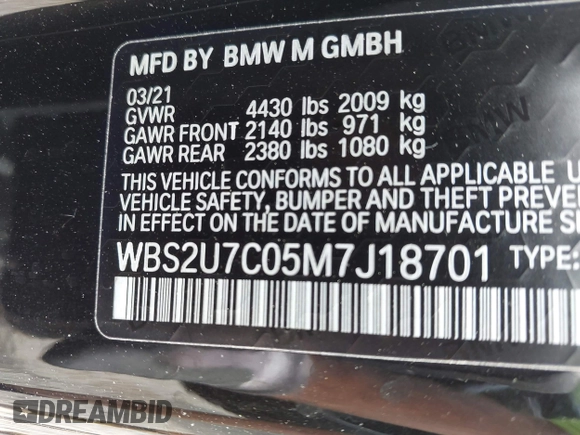 MFD BY BMW M GMBH
03/21
GVWR 4430 lbs 2009 kg
GAWR FRONT 2140 lbs 971 kg
GAWR REAR 2380 lbs 1080 kg
THIS VEHICLE CONFORMS TO ALL APPLICABLE
VEHICLE SAFETY, BUMPER AND THEFT PREVE
IN EFFECT ON THE DATE OF MANUFACTURE S
WBS2U7C05M7J18701 TYPE:
DREAMBID